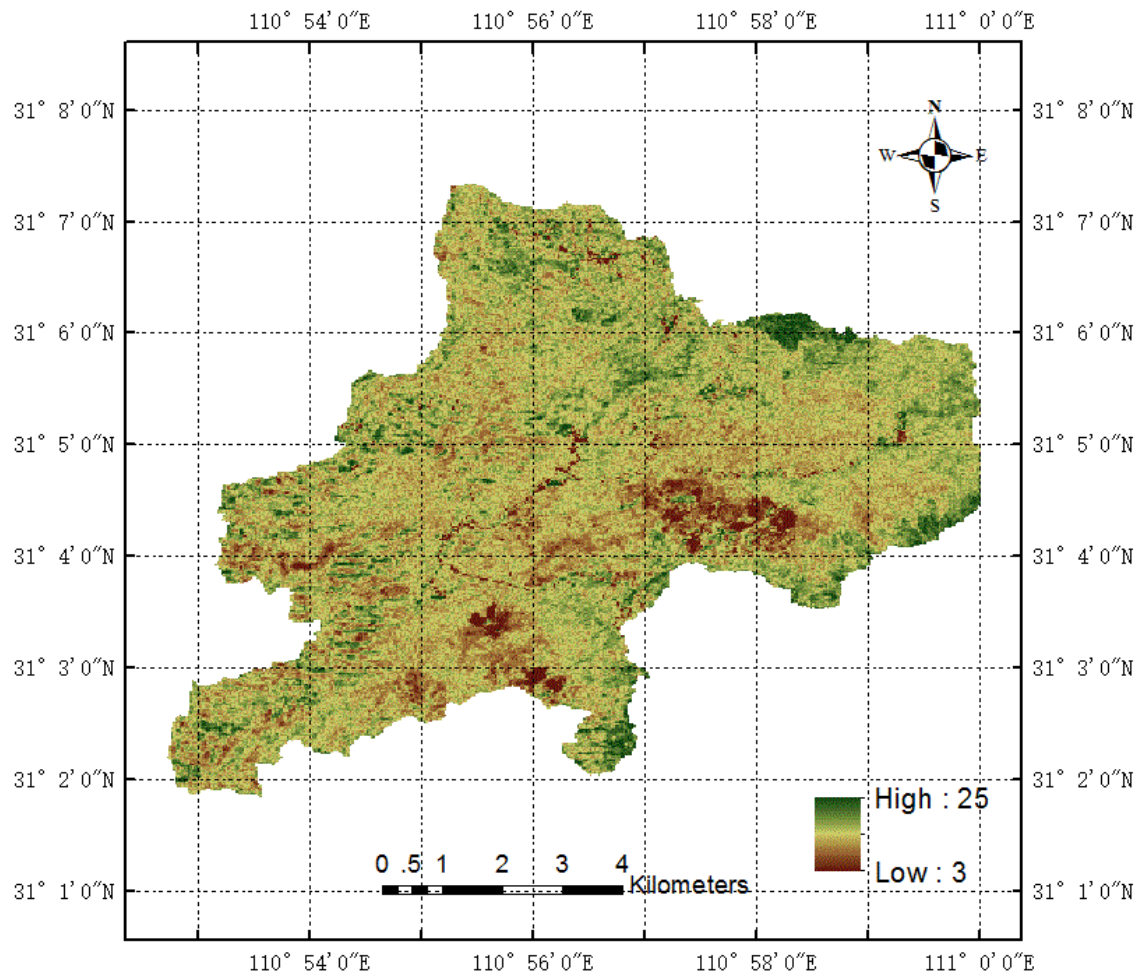 110° 54′0″E 110° 56′0″E 110° 58′0″E 111° 0′0″E
31° 8′0″N 31° 8′0″N
N
W E
S
31° 7′0″N 31° 7′0″N
31° 6′0″N 31° 6′0″N
31° 5′0″N 31° 5′0″N
31° 4′0″N 31° 4′0″N
31° 3′0″N 31° 3′0″N
31° 2′0″N 31° 2′0″N
High : 25
Low : 3
0 .5 1 2 3 4
Kilometers
31° 1′0″N 31° 1′0″N
110° 54′0″E 110° 56′0″E 110° 58′0″E 111° 0′0″E